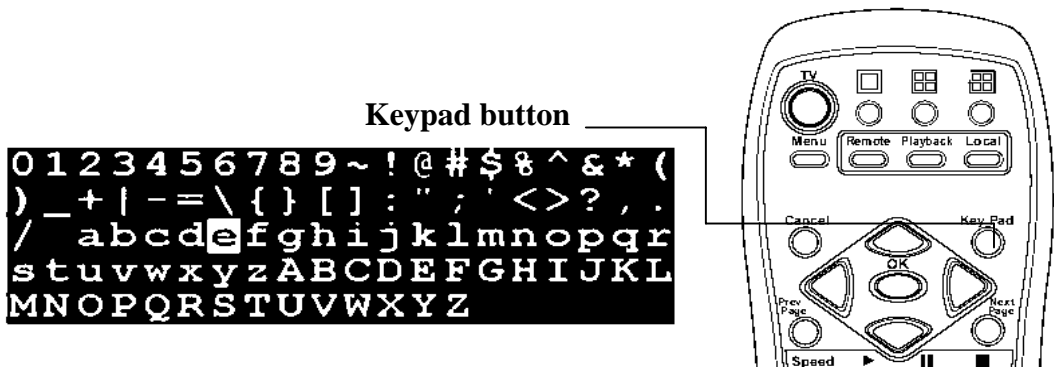 Keypad button
0123456789~!@#$%^&*(
)_+|-=\{}[]:";'<>?,.
/ abcdefghijklmnopqr
stuvwxyzABCDEFGHIJKL
MNOPQRSTUVWXYZ
TV
Menu Remote Playback Local
Cancel Key Pad
OK
Prev Page Next Page
Speed